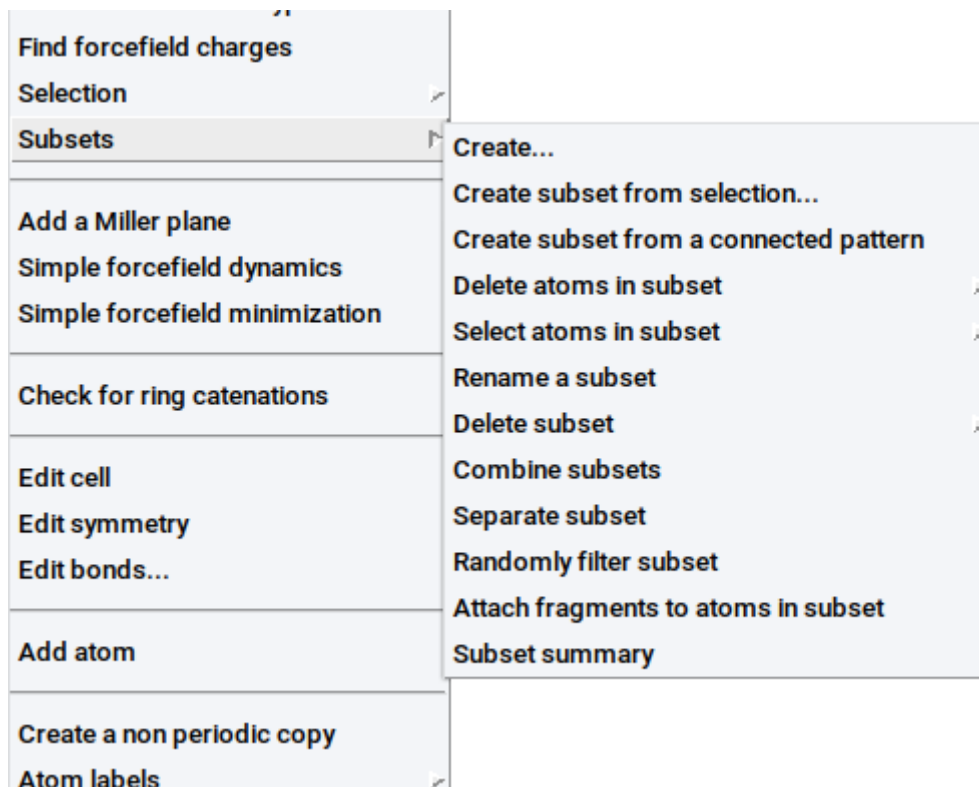 Find forcefield charges
Selection
Subsets
Add a Miller plane
Simple forcefield dynamics
Simple forcefield minimization
Check for ring catenations
Edit cell
Edit symmetry
Edit bonds...
Add atom
Create a non periodic copy
Atom labels
Create...
Create subset from selection...
Create subset from a connected pattern
Delete atoms in subset
Select atoms in subset
Rename a subset
Delete subset
Combine subsets
Separate subset
Randomly filter subset
Attach fragments to atoms in subset
Subset summary